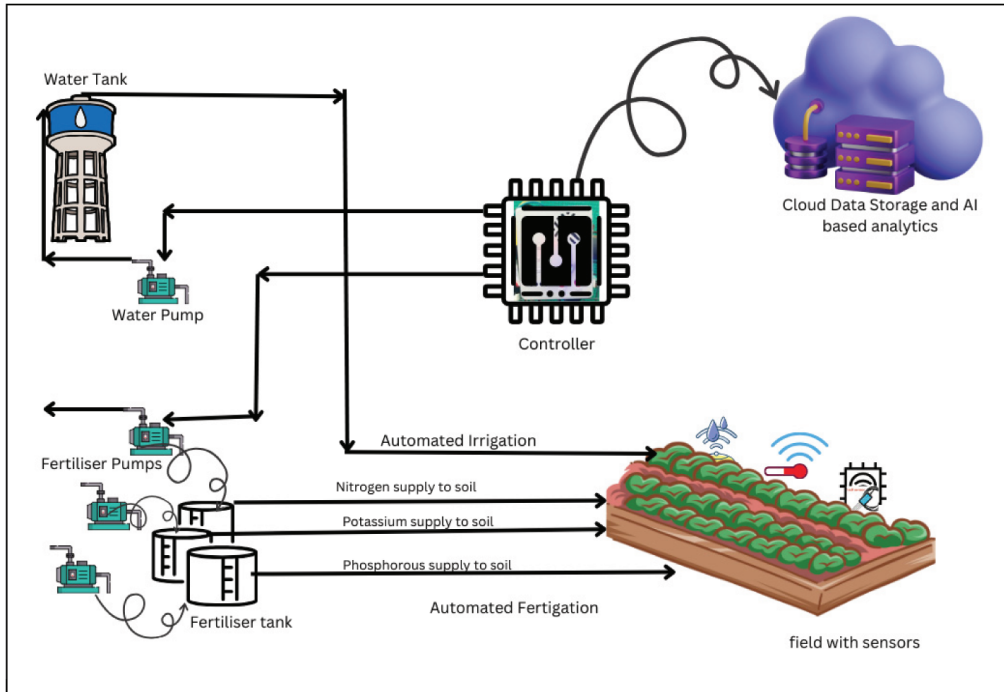 Water Tank
Cloud Data Storage and AI
based analytics
Water Pump
Controller
Automated Irrigation
Fertiliser Pumps
Nitrogen supply to soil
Potassium supply to soil
Phosphorous supply to soil
Automated Fertigation
Fertiliser tank
field with sensors